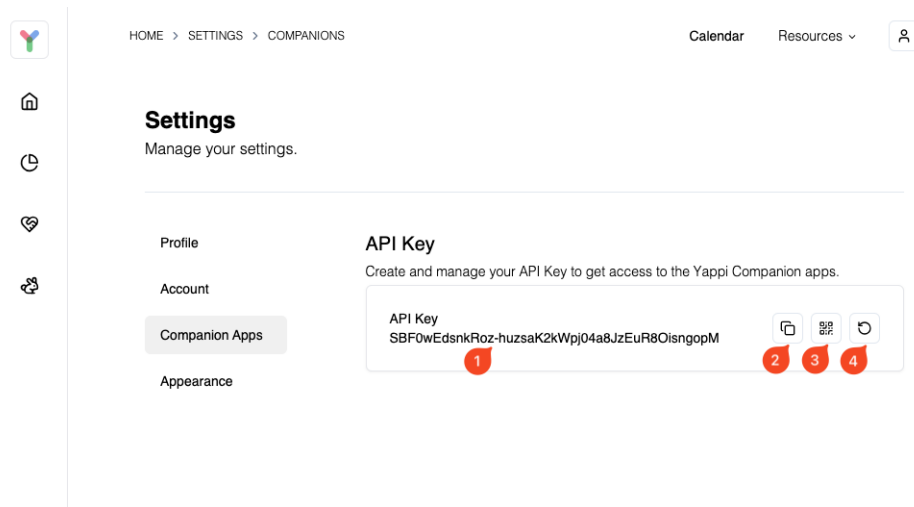 HOME > SETTINGS > COMPANIONS
Calendar
Resources
Settings
Manage your settings.
Profile
Account
Companion Apps
Appearance
API Key
Create and manage your API Key to get access to the Yappi Companion apps.
API Key
SBF0wEdsnkRoz-huzsaK2kWpj04a8JzEuR8OisngopM
1
2
3
4